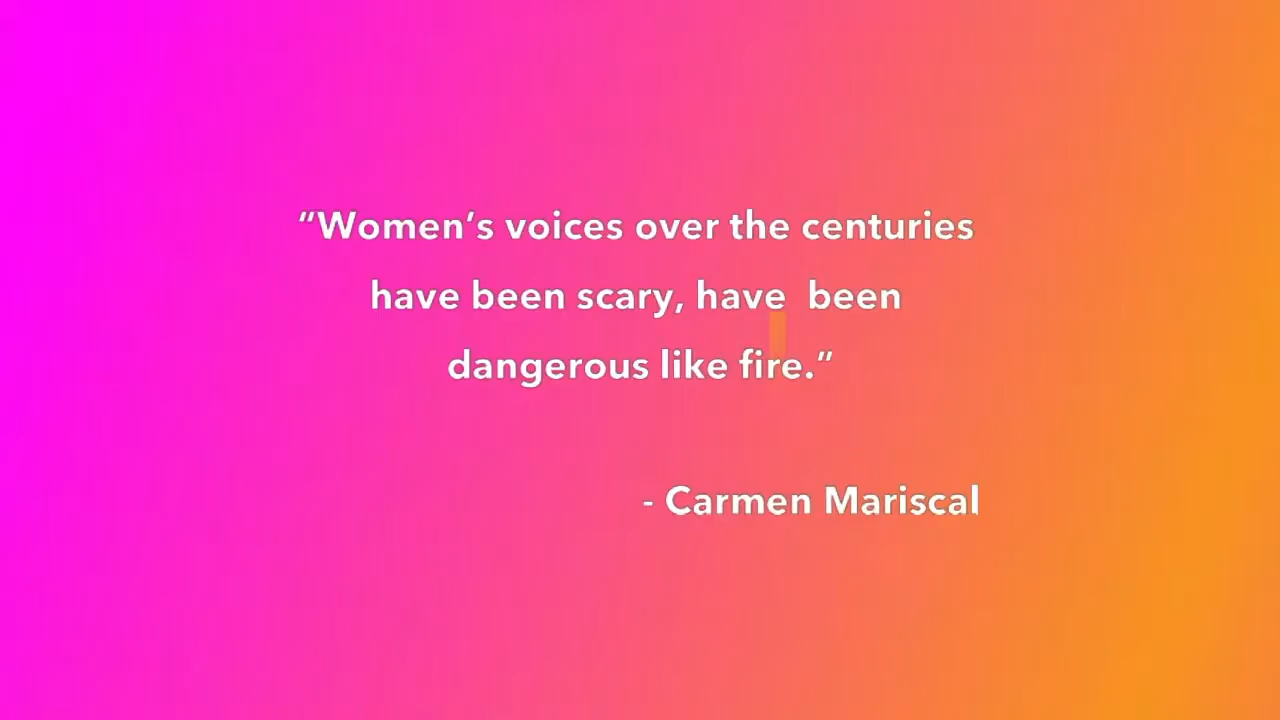 “Women’s voices over the centuries
have been scary, have  been
dangerous like fire.”
- Carmen Mariscal